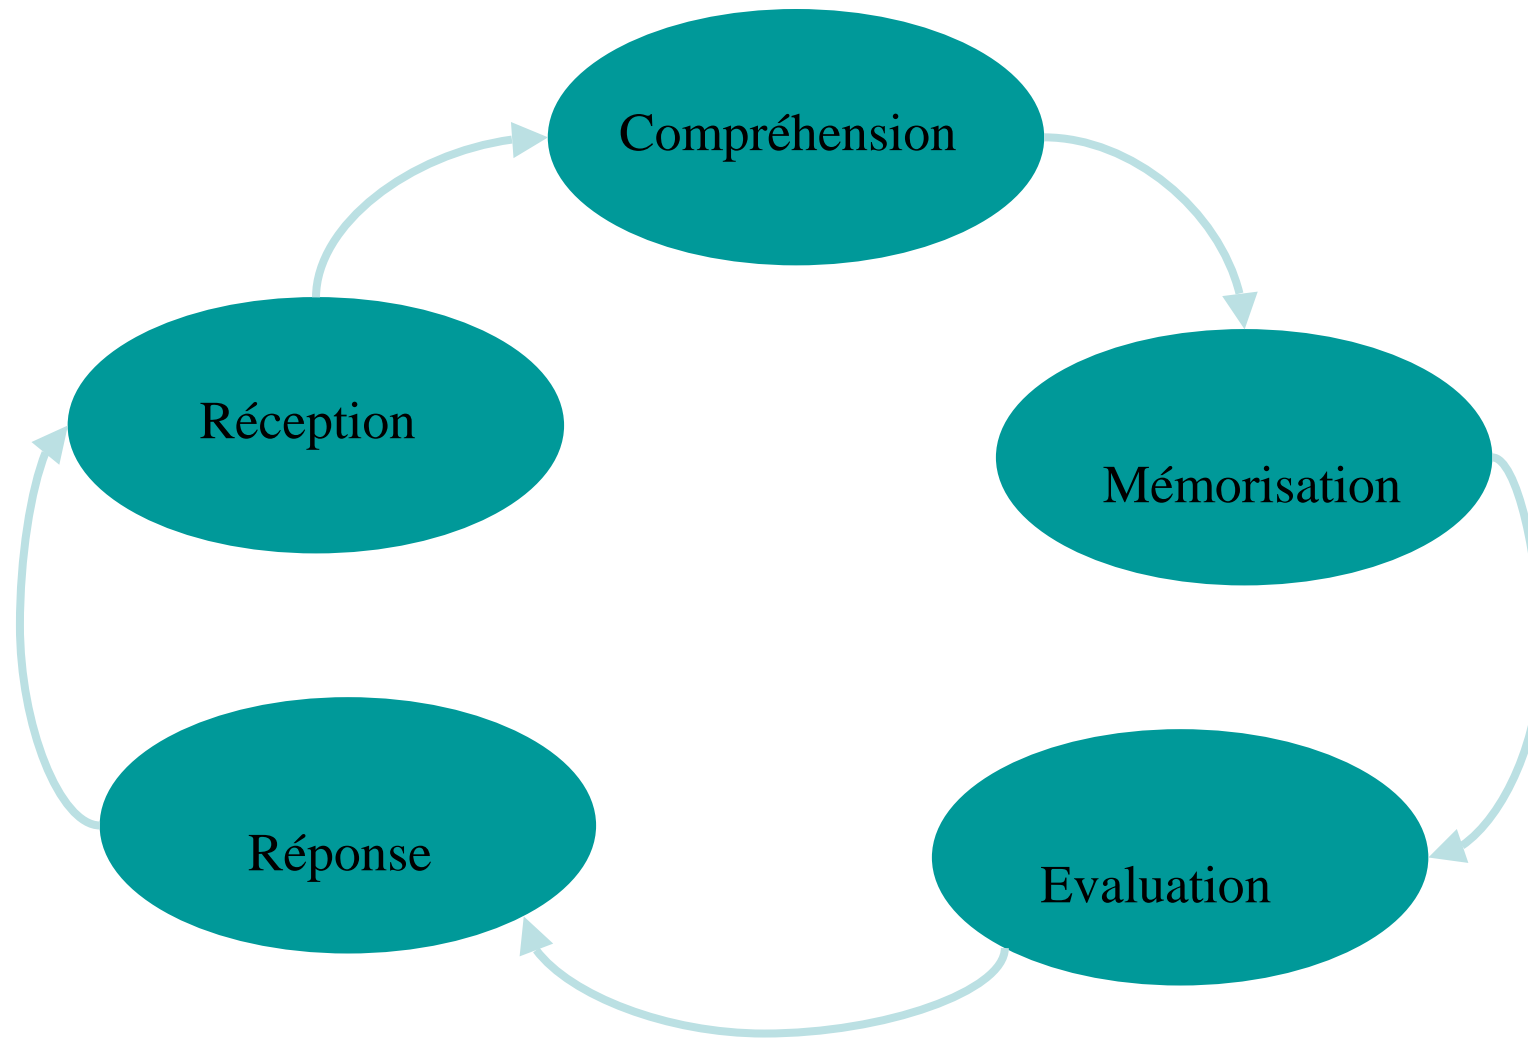 Compréhension
Réception
Mémorisation
Réponse
Evaluation